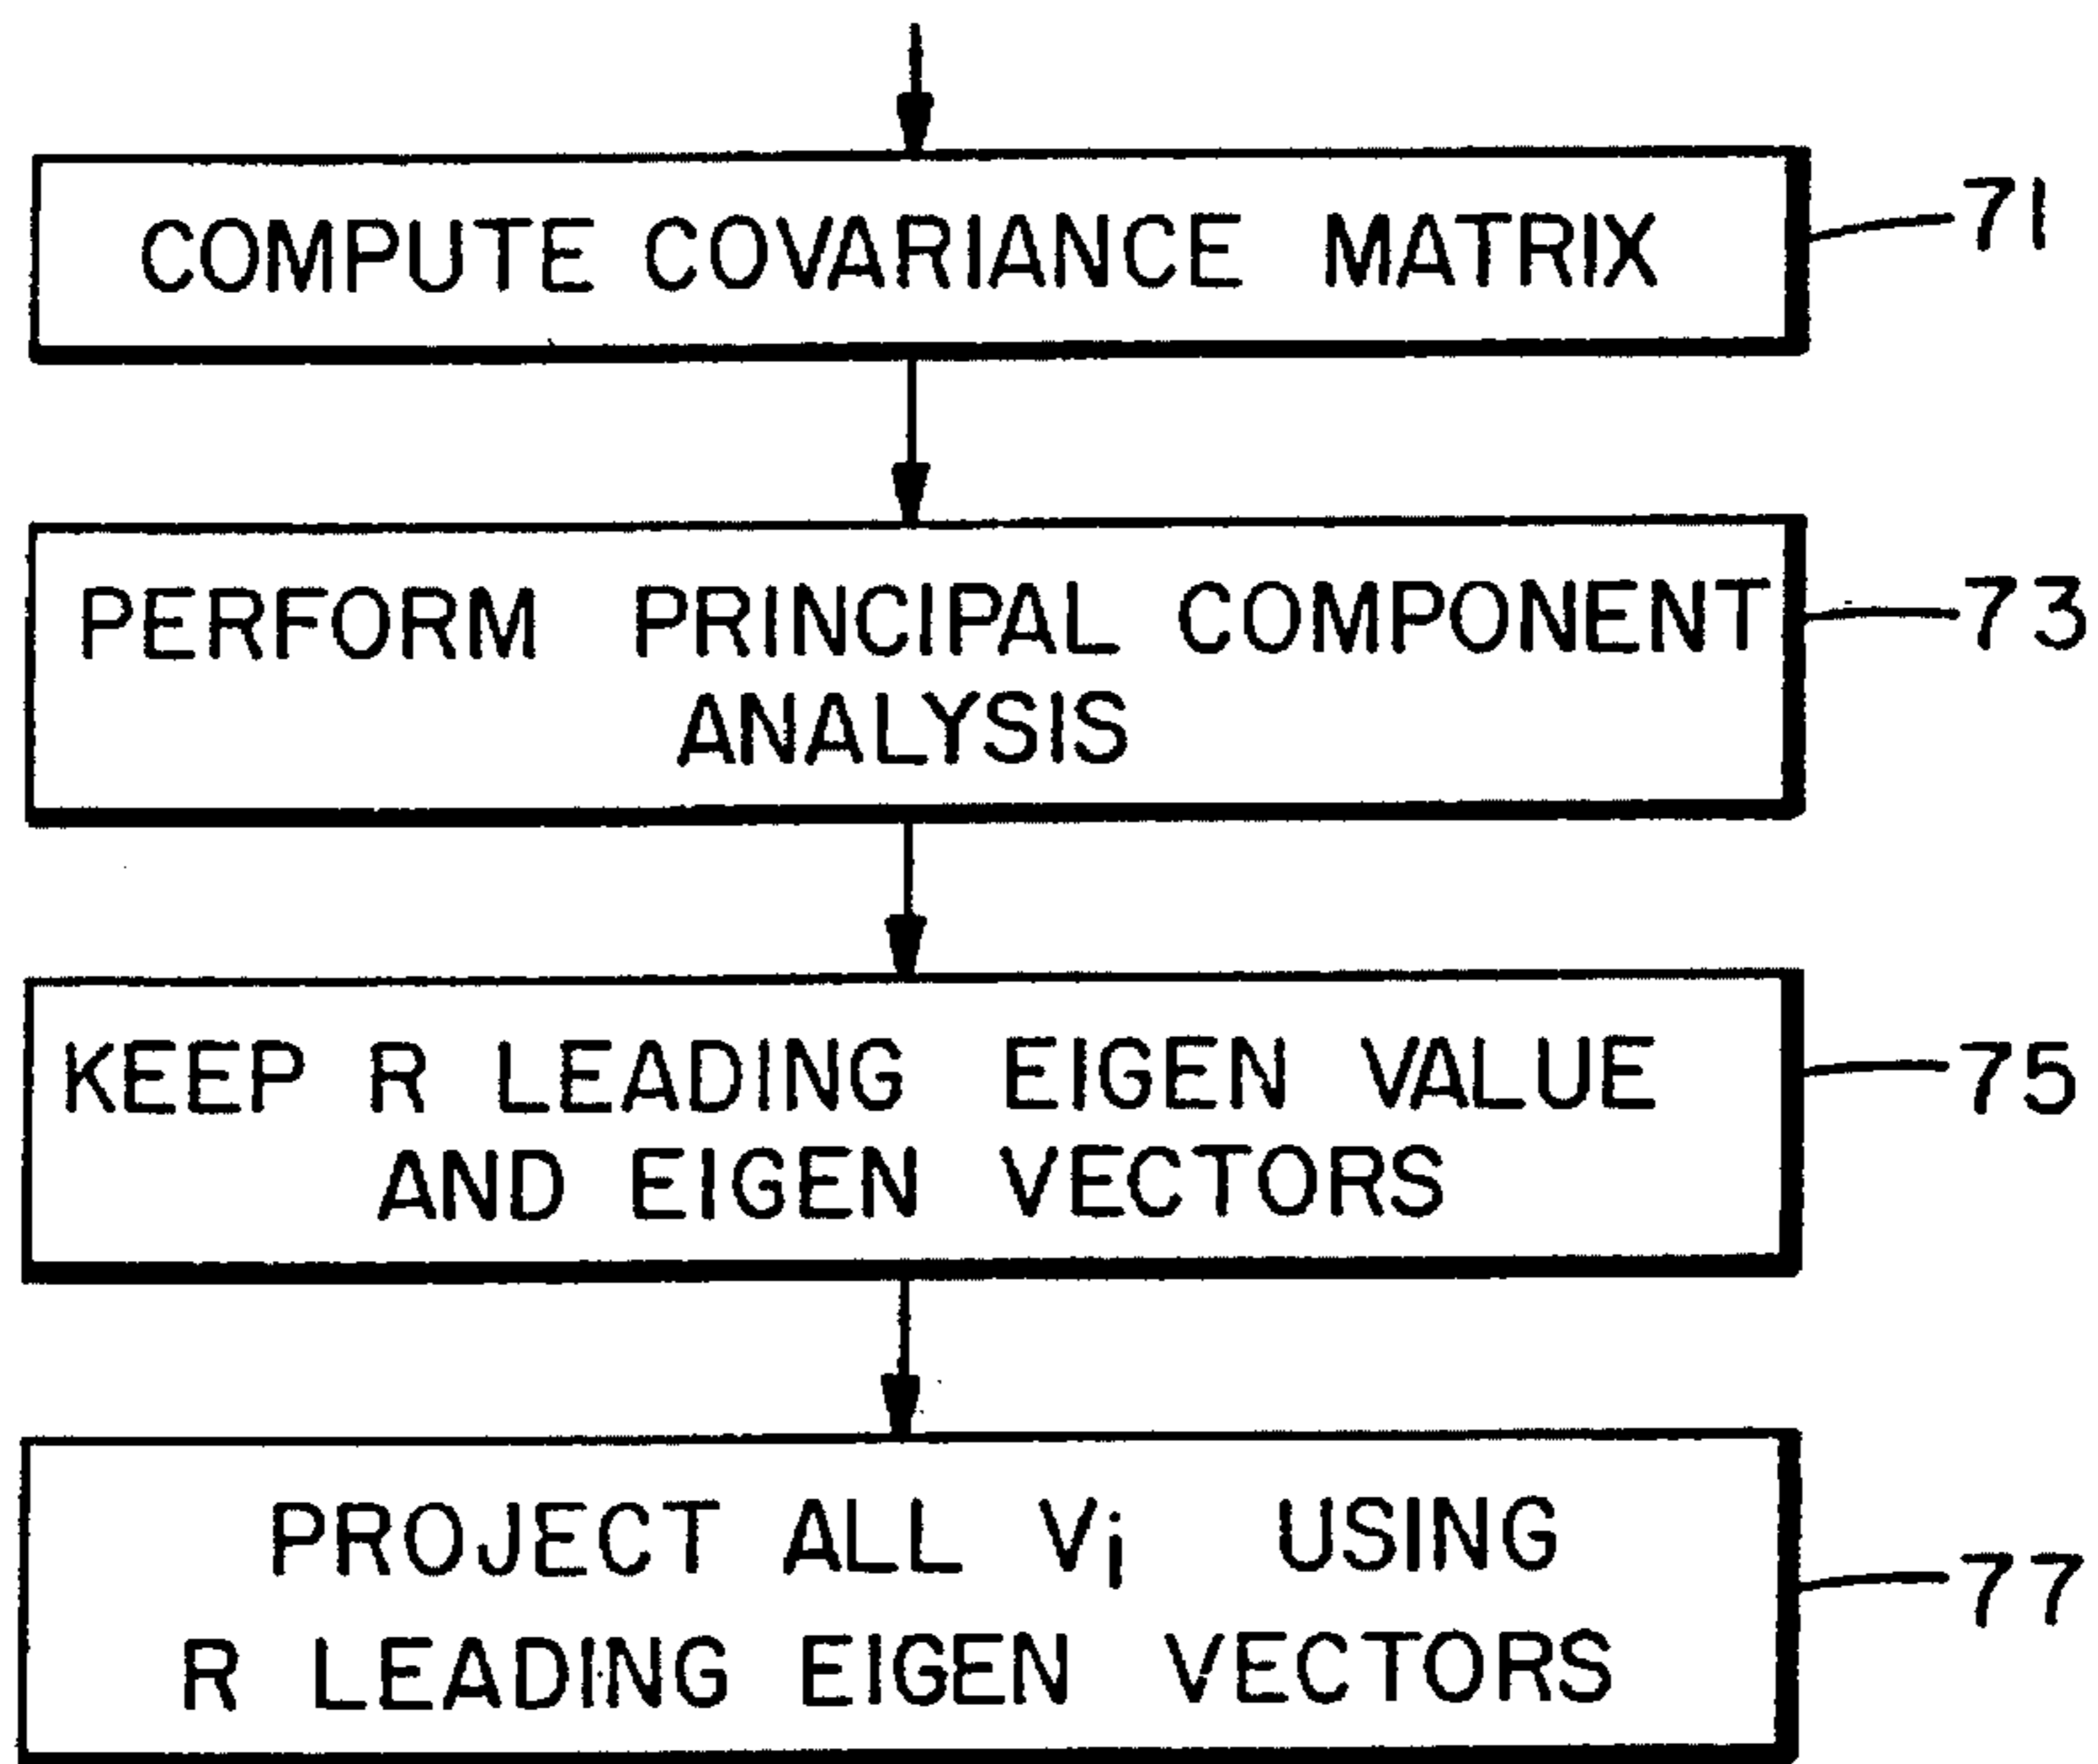 COMPUTE COVARIANCE MATRIX
71
PERFORM PRINCIPAL COMPONENT
ANALYSIS
73
KEEP R LEADING EIGEN VALUE
AND EIGEN VECTORS
75
PROJECT ALL Vi USING
R LEADING EIGEN VECTORS
77